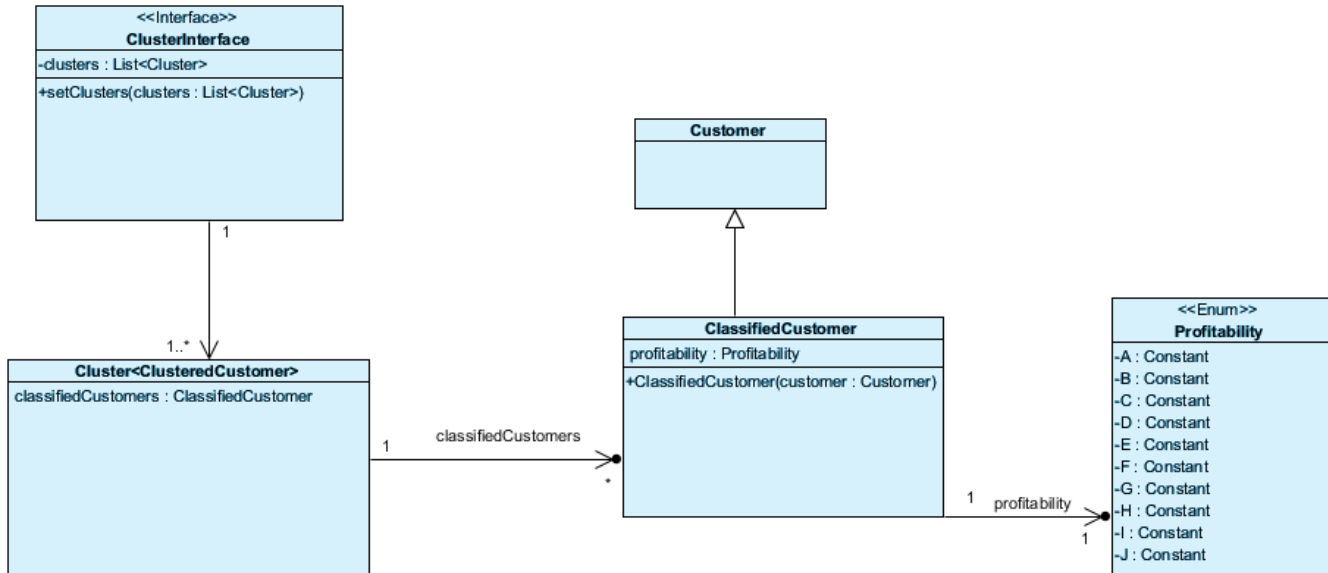 <<Interface>>
ClusterInterface
-clusters : List<Cluster>
+setClusters(clusters : List<Cluster>)
1
1..*
Cluster<ClusteredCustomer>
classifiedCustomers : ClassifiedCustomer
1
classifiedCustomers
*
Customer
ClassifiedCustomer
profitability : Profitability
+ClassifiedCustomer(customer : Customer)
1
profitability
1
<<Enum>>
Profitability
-A : Constant
-B : Constant
-C : Constant
-D : Constant
-E : Constant
-F : Constant
-G : Constant
-H : Constant
-I : Constant
-J : Constant